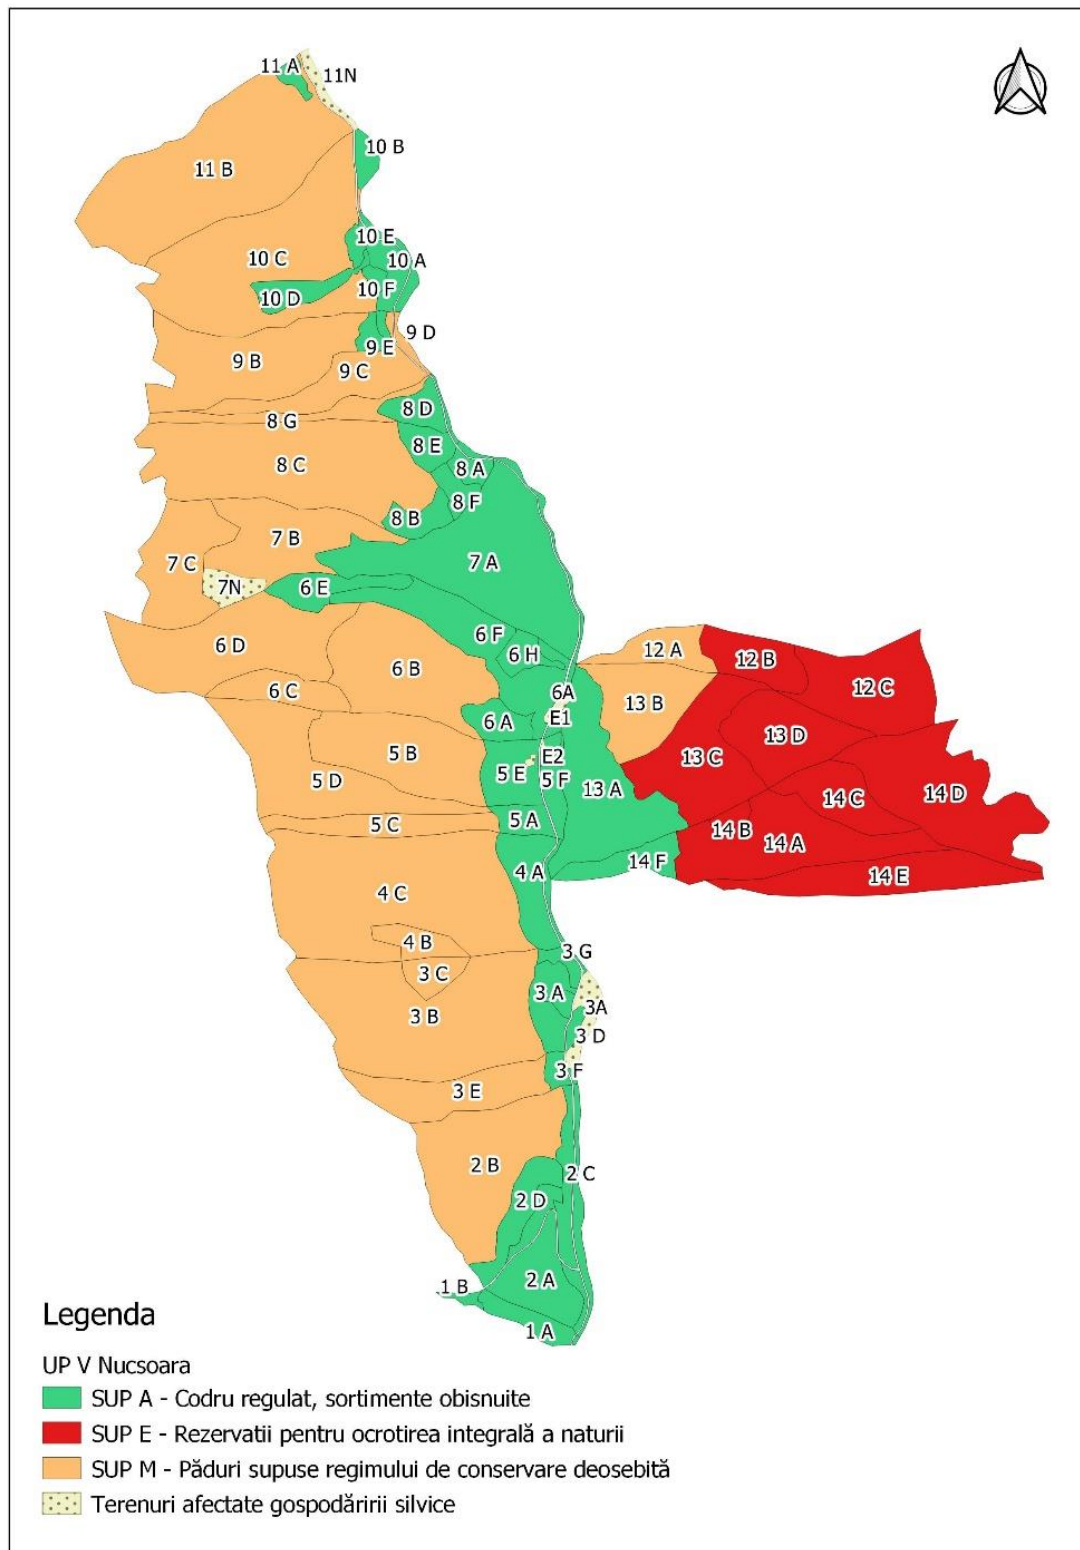 11 A
11N
10 B
11 B
10 E
10 C
10 A
10 F
10 D
9 D
9 E
9 B
9 C
8 D
8 G
8 E
8 C
8 A
8 F
8 B
7 B
7 C
7 A
7N
6 E
6 F
6 D
6 H
12 A
12 B
6 B
12 C
6 C
6A
13 B
6 A
E1
13 D
5 B
E2
13 C
5 E
5 F
5 D
13 A
14 C
14 D
5 A
5 C
14 B
14 A
14 F
4 A
14 E
4 C
4 B
3 G
3 C
3 A
3A
3 B
3 D
3 F
3 E
2 B
2 C
2 D
2 A
1 B
1 A
Legenda
UP V Nucsoara
SUP A - Codru regulat, sortimente obisnuite
SUP E - Rezervatii pentru ocrotirea integrală a naturii
SUP M - Păduri supuse regimului de conservare deosebită
Terenuri afectate gospodăririi silvice